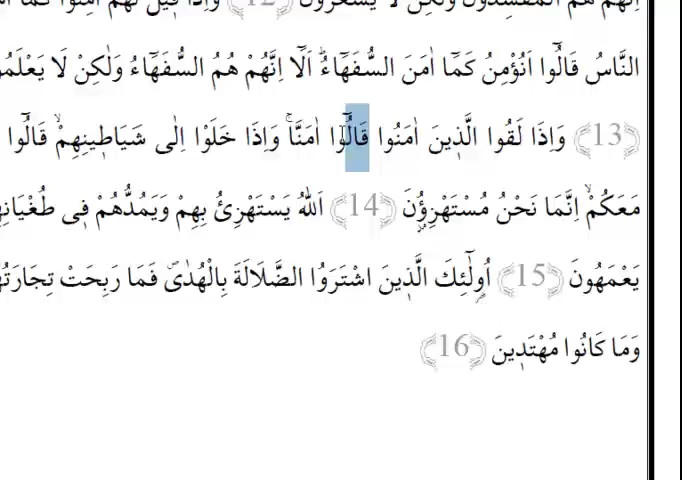 اِنَّهُمْ هُمُ الْمُفْسِدُونَ وَلٰكِنْ لَا يَشْعُرُونَ ﴿12﴾ وَاِذَا ق۪يلَ لَهُمْ اٰمِنُوا كَمَٓا
النَّاسُ قَالُٓوا اَنُؤْمِنُ كَمَٓا اٰمَنَ السُّفَهَٓاءُۜ اَلَٓا اِنَّهُمْ هُمُ السُّفَهَٓاءُ وَلٰكِنْ لَا يَعْلَمُو
﴿13﴾ وَاِذَا لَقُوا الَّذ۪ينَ اٰمَنُوا قَالُٓوا اٰمَنَّاۚ وَاِذَا خَلَوْا اِلٰى شَيَاط۪ينِهِمْۙ قَالُٓوا
مَعَكُمْۙ اِنَّمَا نَحْنُ مُسْتَهْزِؤُ۫نَ ﴿14﴾ اَللّٰهُ يَسْتَهْزِئُ بِهِمْ وَيَمُدُّهُمْ ف۪ي طُغْيَانِهِ
يَعْمَهُونَ ﴿15﴾ اُو۬لٰٓئِكَ الَّذ۪ينَ اشْتَرَوُا الضَّلَالَةَ بِالْهُدٰىۖ فَمَا رَبِحَتْ تِجَارَتُهُ
وَمَا كَانُوا مُهْتَد۪ينَ ﴿16﴾